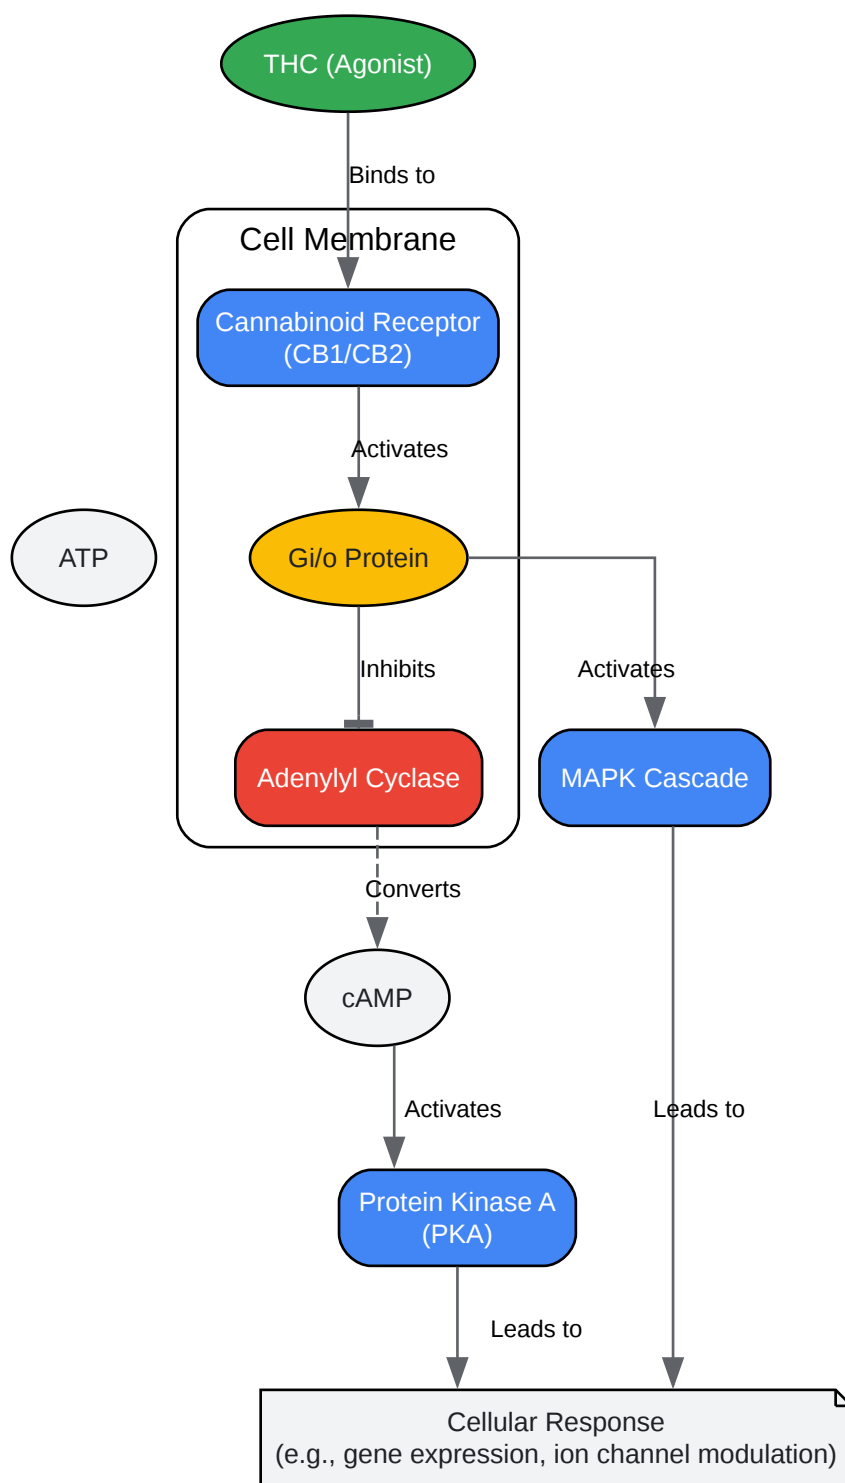 THC (Agonist)
Binds to
Cell Membrane
Cannabinoid Receptor
(CB1/CB2)
Activates
ATP
Gi/o Protein
Inhibits
Activates
Adenylyl Cyclase
MAPK Cascade
Converts
cAMP
Activates
Leads to
Protein Kinase A
(PKA)
Leads to
Cellular Response
(e.g., gene expression, ion channel modulation)